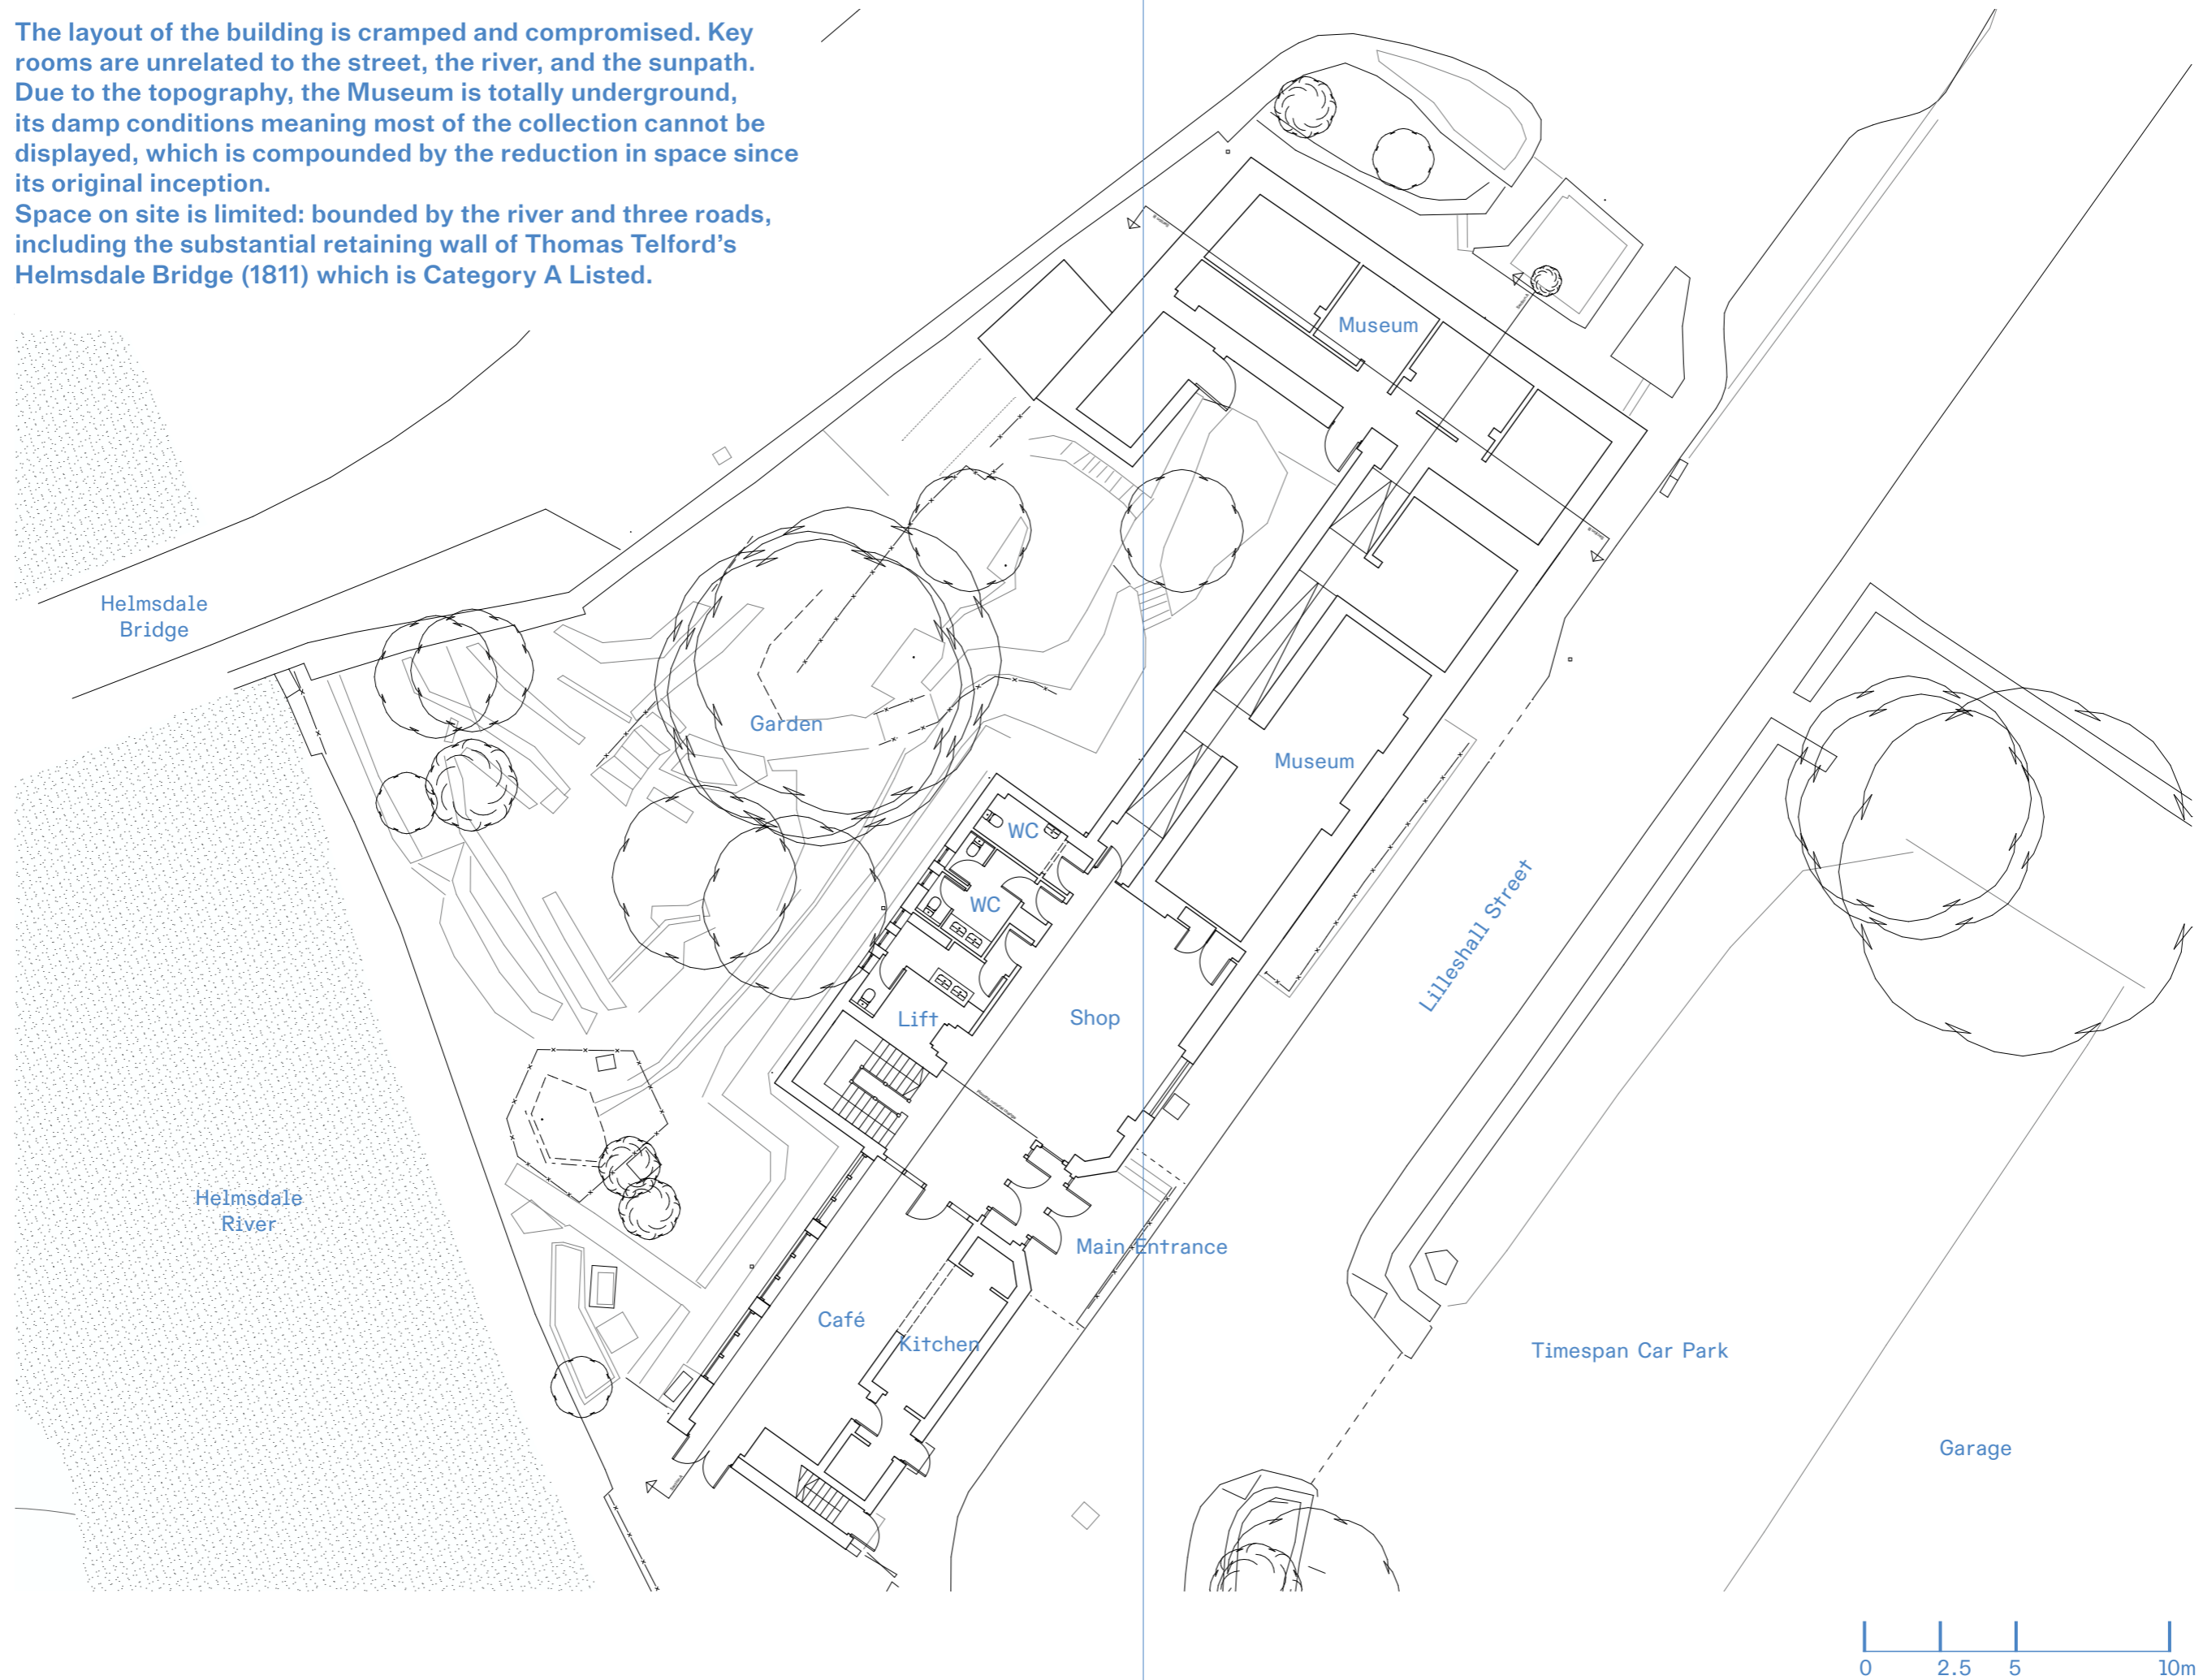 The layout of the building is cramped and compromised. Key
rooms are unrelated to the street, the river, and the sunpath.
Due to the topography, the Museum is totally underground,
its damp conditions meaning most of the collection cannot be
displayed, which is compounded by the reduction in space since
its original inception.
Space on site is limited: bounded by the river and three roads,
including the substantial retaining wall of Thomas Telford’s
Helmsdale Bridge (1811) which is Category A Listed.
Museum
Helmsdale
Bridge
Garden
Museum
WC
WC
Lilleshall Street
Lift
Shop
Helmsdale
River
Main Entrance
Café
Kitchen
Timespan Car Park
Garage
0 2.5 5 10m